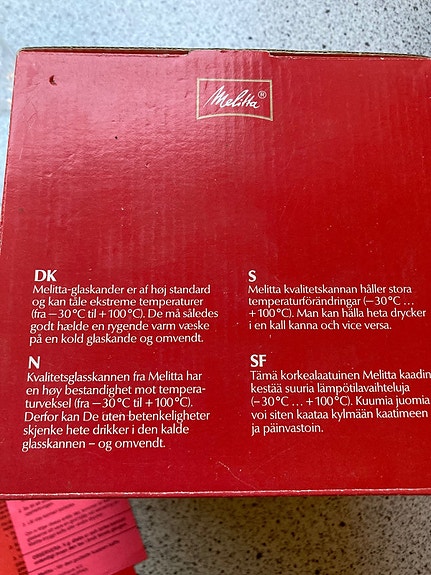 Melitta®
DK
Melitta-glaskander er af høj standard
og kan tåle ekstreme temperaturer
(fra –30°C til +100°C). De må således
godt hælde en rygende varm væske
på en kold glaskande og omvendt.
N
Kvalitetsglasskannen fra Melitta har
en høy bestandighet mot tempera-
turveksel (fra –30°C til +100°C).
Derfor kan De uten betenkeligheter
skjenke hete drikker i den kalde
glasskannen – og omvendt.
S
Melitta kvalitetskannan håller stora
temperaturförändringar (–30°C ...
+100°C). Man kan hälla heta drycker
i en kall kanna och vice versa.
SF
Tämä korkealaatuinen Melitta kaadin
kestää suuria lämpötilavaihteluja
(–30°C ... +100°C). Kuumia juomia
voi siten kaataa kylmään kaatimeen
ja päinvastoin.